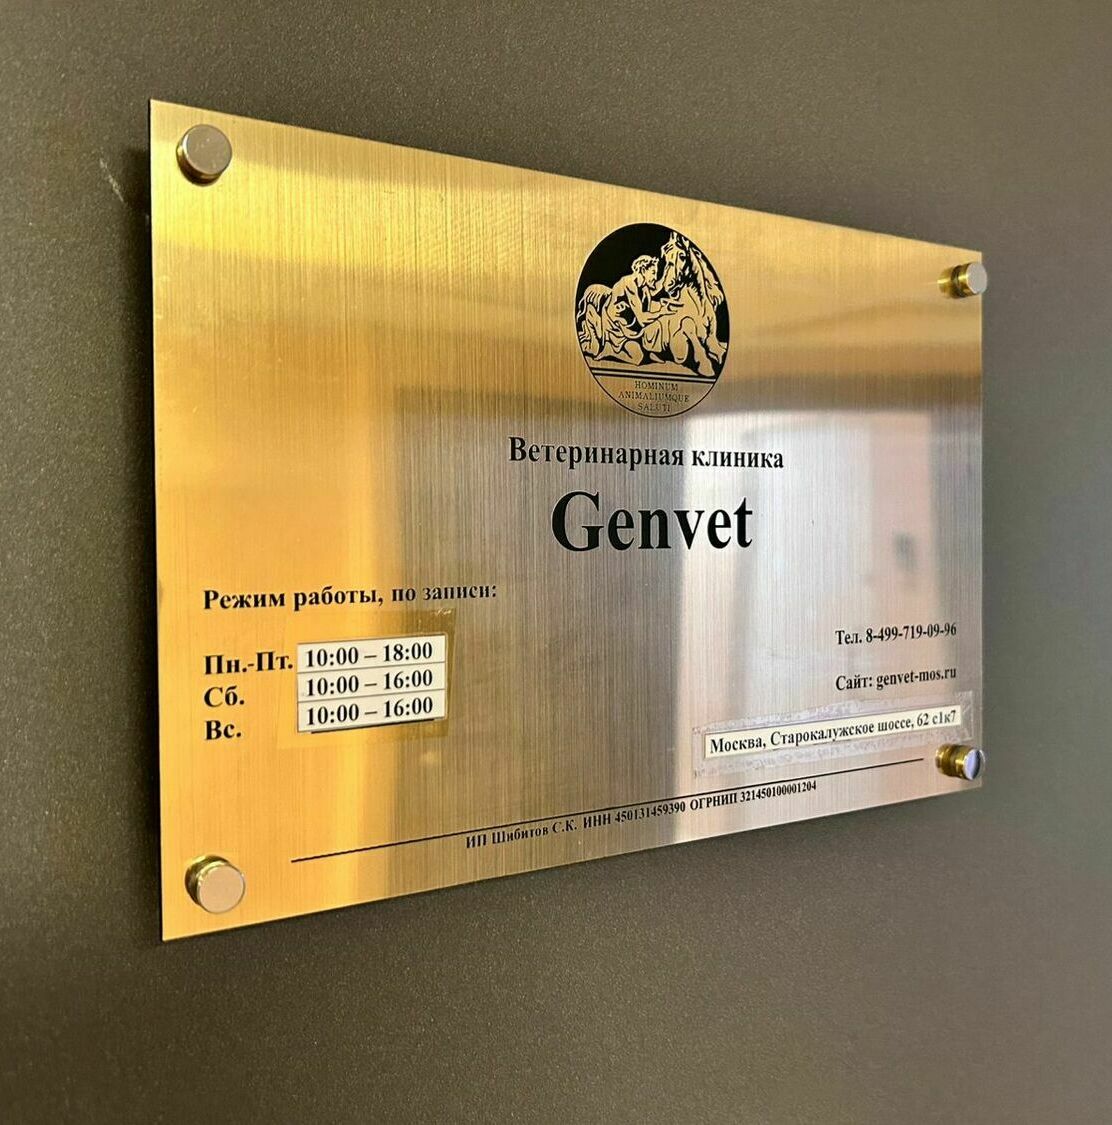 HOMINUM
ANIMALIUMQUE
SALUTI
Ветеринарная клиника
Genvet
Режим работы, по записи:
Пн.-Пт. 10:00 – 18:00
Сб. 10:00 – 16:00
Вс. 10:00 – 16:00
Тел. 8-499-719-09-96
Сайт: genvet-mos.ru
Москва, Старокалужское шоссе, 62 с1к7
ИП Шибитов С.К. ИНН 450131459390 ОГРНИП 321450100001204